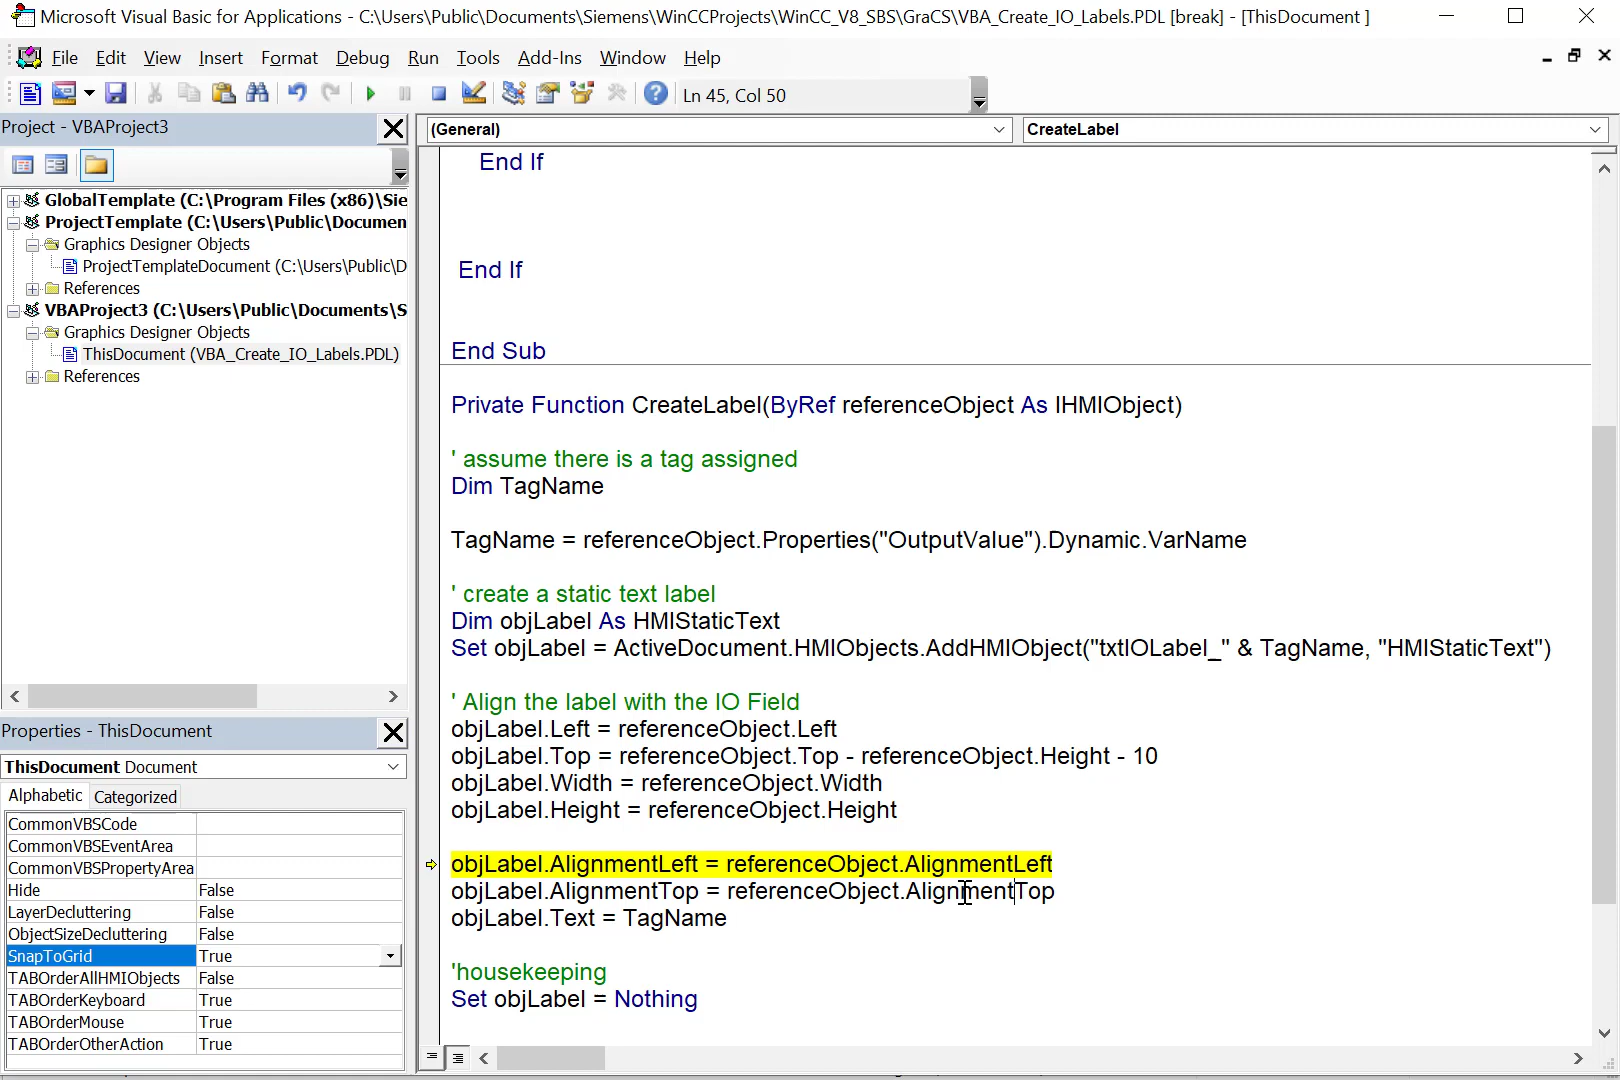 Microsoft Visual Basic for Applications - C:\Users\Public\Documents\Siemens\WinCCProjects\WinCC_V8_SBS\GraCS\VBA_Create_IO_Labels.PDL [break] - [ThisDocument ]
File Edit View Insert Format Debug Run Tools Add-Ins Window Help
Ln 45, Col 50
Project - VBAProject3
(General)
CreateLabel
GlobalTemplate (C:\Program Files (x86)\Sie
ProjectTemplate (C:\Users\Public\Documen
Graphics Designer Objects
ProjectTemplateDocument (C:\Users\Public\D
References
VBAProject3 (C:\Users\Public\Documents\S
Graphics Designer Objects
ThisDocument (VBA_Create_IO_Labels.PDL)
References
Properties - ThisDocument
ThisDocument Document
Alphabetic Categorized
CommonVBSCode
CommonVBSEventArea
CommonVBSPropertyArea
Hide False
LayerDecluttering False
ObjectSizeDecluttering False
SnapToGrid True
TABOrderAllHMIObjects False
TABOrderKeyboard True
TABOrderMouse True
TABOrderOtherAction True
End If
End If
End Sub
Private Function CreateLabel(ByRef referenceObject As IHMIObject)
' assume there is a tag assigned
Dim TagName
TagName = referenceObject.Properties("OutputValue").Dynamic.VarName
' create a static text label
Dim objLabel As HMIStaticText
Set objLabel = ActiveDocument.HMIObjects.AddHMIObject("txtIOLabel_" & TagName, "HMIStaticText")
' Align the label with the IO Field
objLabel.Left = referenceObject.Left
objLabel.Top = referenceObject.Top - referenceObject.Height - 10
objLabel.Width = referenceObject.Width
objLabel.Height = referenceObject.Height
objLabel.AlignmentLeft = referenceObject.AlignmentLeft
objLabel.AlignmentTop = referenceObject.AlignmentTop
objLabel.Text = TagName
'housekeeping
Set objLabel = Nothing